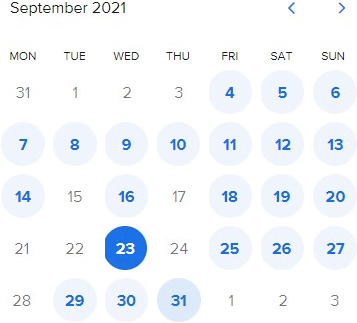 September 2021
MON TUE WED THU FRI SAT SUN
31 1 2 3 4 5 6
7 8 9 10 11 12 13
14 15 16 17 18 19 20
21 22 23 24 25 26 27
28 29 30 31 1 2 3